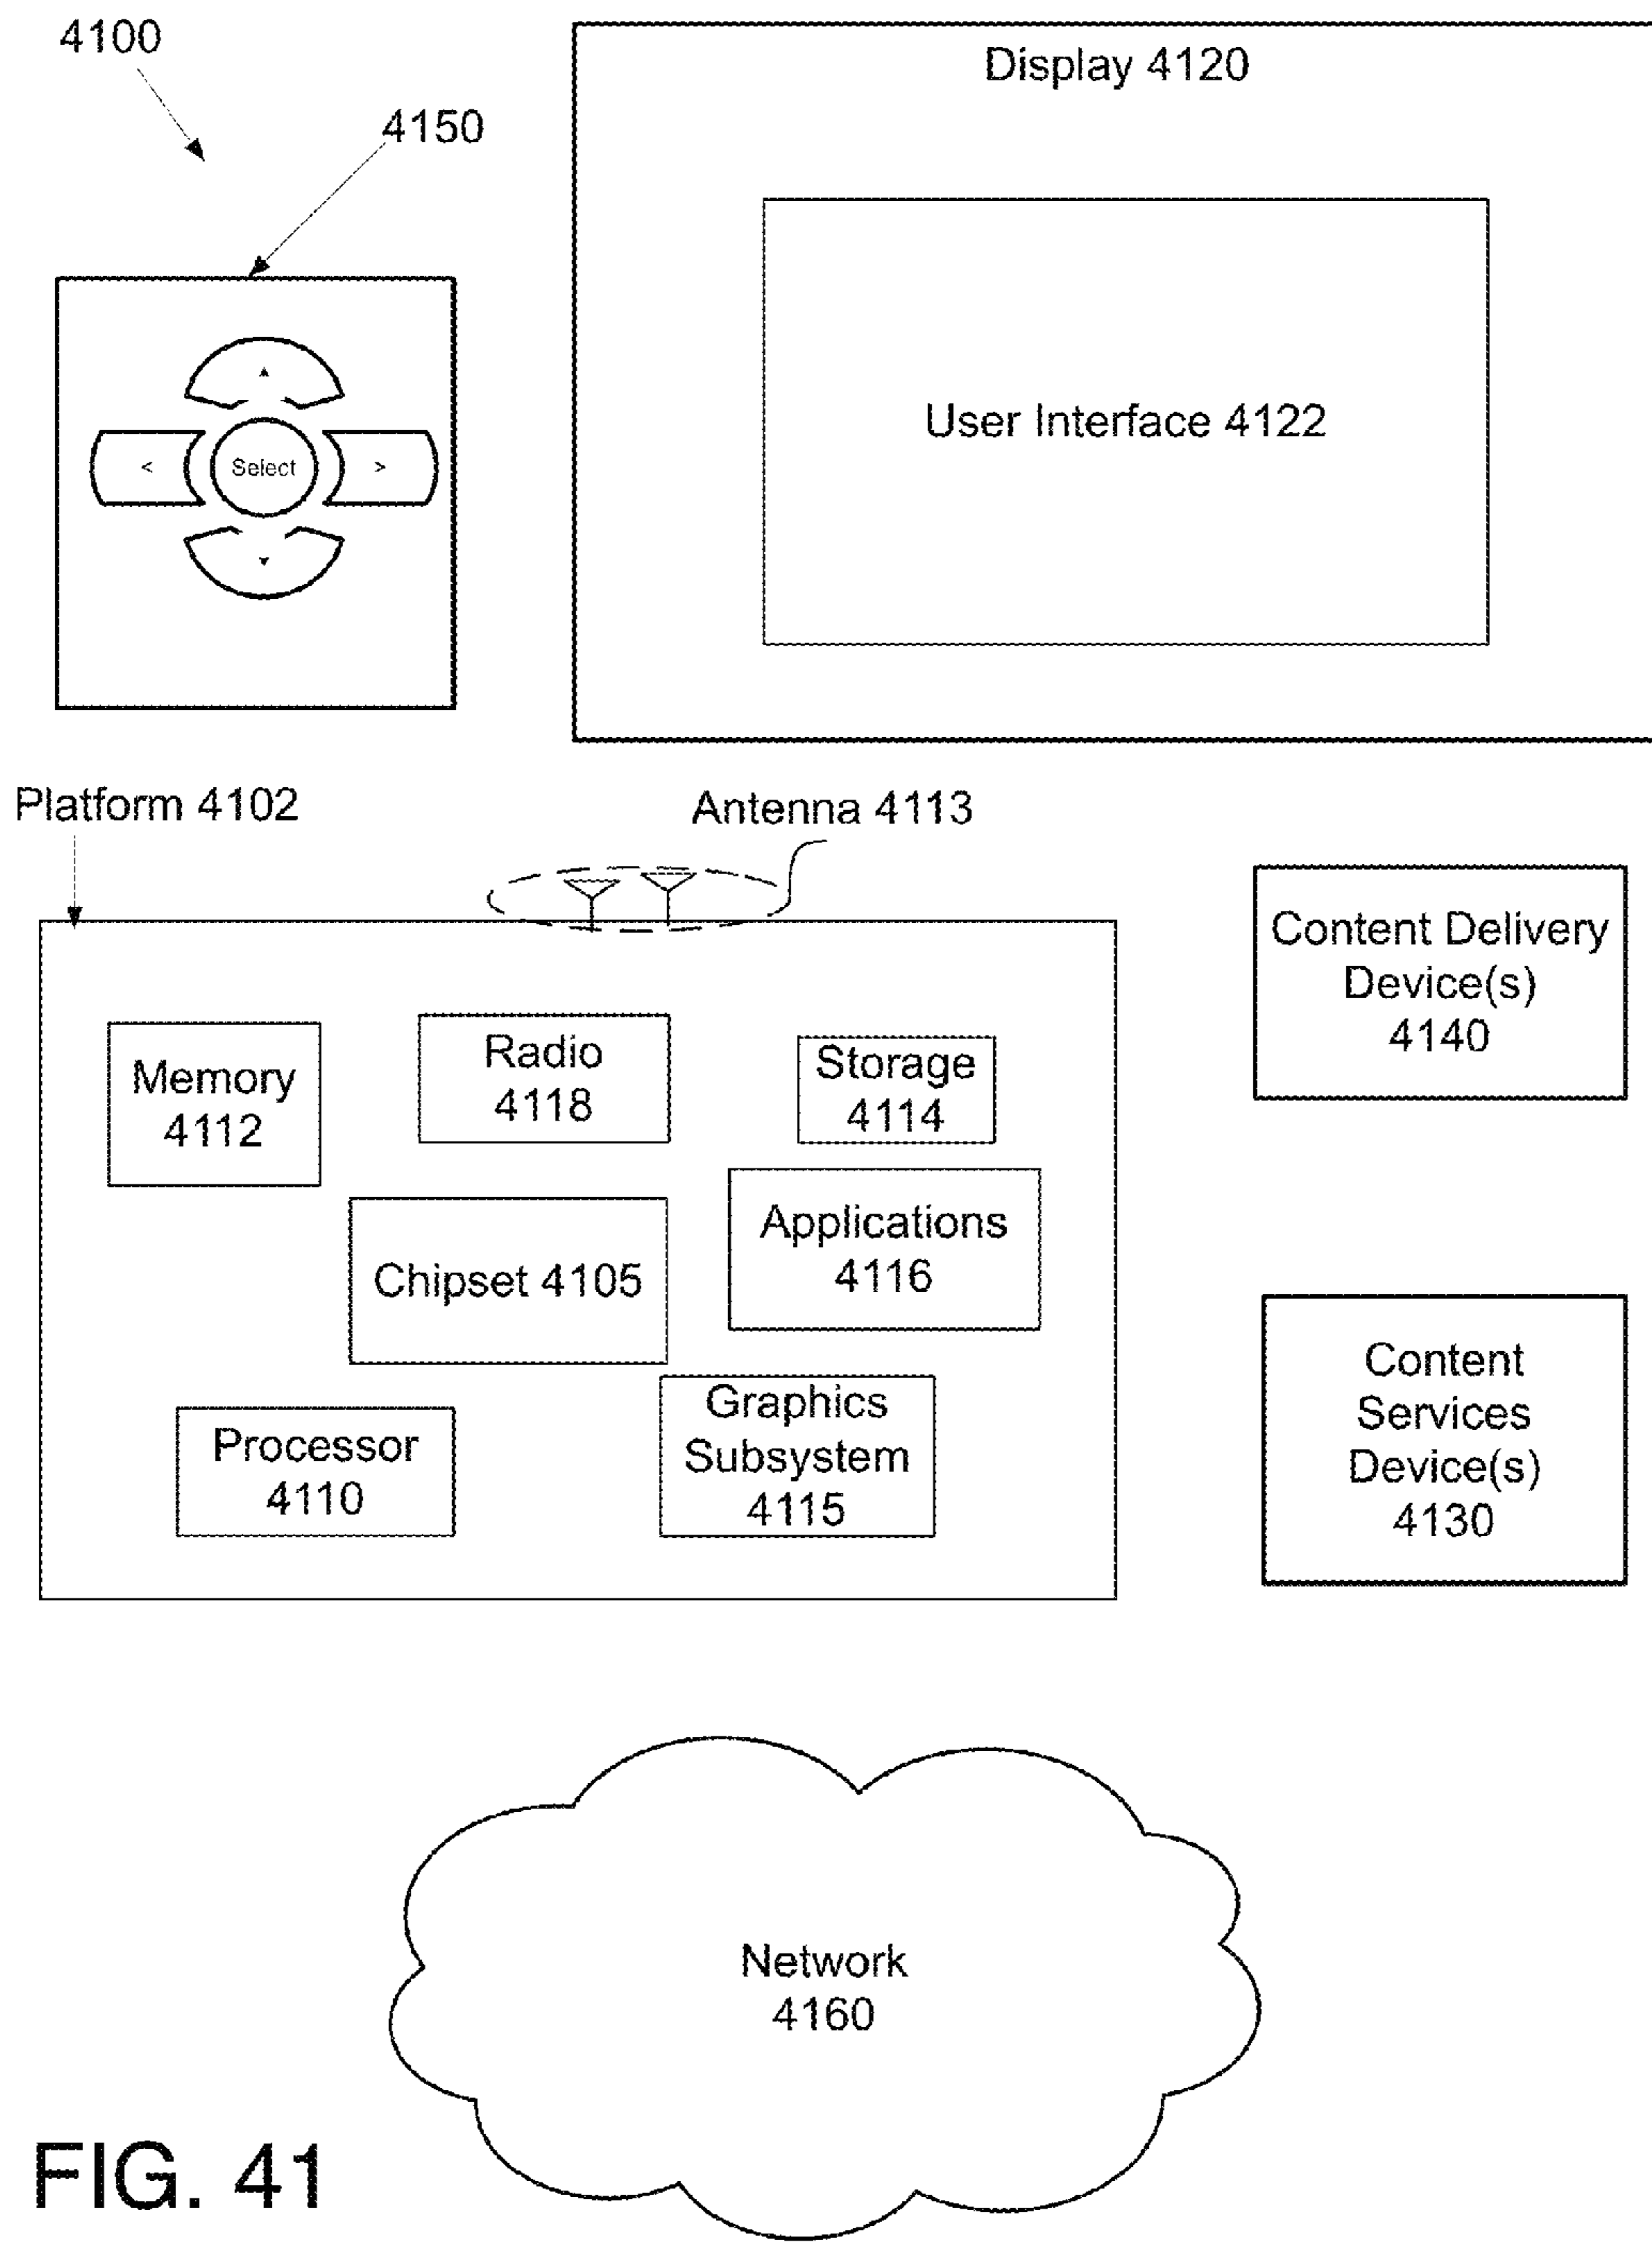 4100
Display 4120
4150
User Interface 4122
<
Select
>
Platform 4102
Antenna 4113
Memory
4112
Radio
4118
Storage
4114
Chipset 4105
Applications
4116
Processor
4110
Graphics
Subsystem
4115
Content Delivery
Device(s)
4140
Content
Services
Device(s)
4130
Network
4160
FIG. 41